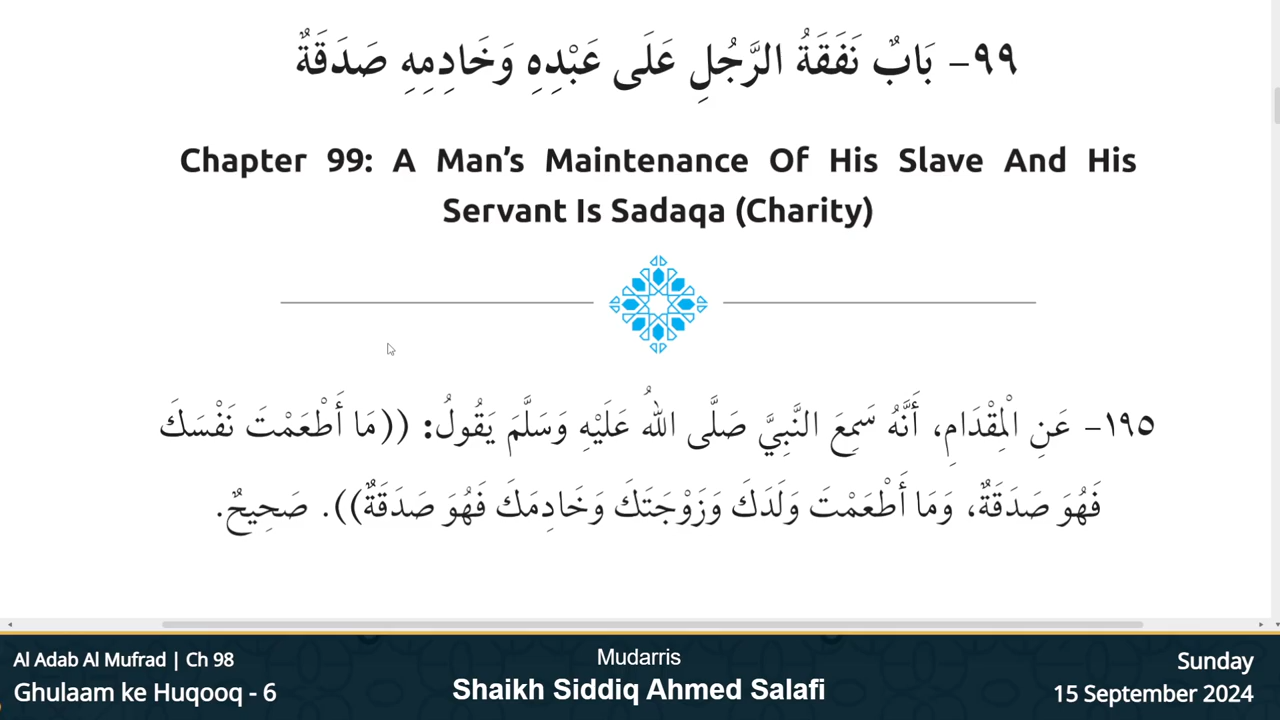 ٩٩- بَابٌ نَفَقَةُ الرَّجُلِ عَلَى عَبْدِهِ وَخَادِمِهِ صَدَقَةٌ
Chapter 99: A Man's Maintenance Of His Slave And His
Servant Is Sadaqa (Charity)
١٩٥- عَنِ الْمِقْدَامِ، أَنَّهُ سَمِعَ النَّبِيَّ صَلَّى اللهُ عَلَيْهِ وَسَلَّمَ يَقُولُ: ((مَا أَطْعَمْتَ نَفْسَكَ
فَهُوَ صَدَقَةٌ، وَمَا أَطْعَمْتَ وَلَدَكَ وَزَوْجَتَكَ وَخَادِمَكَ فَهُوَ صَدَقَةٌ)). صَحِيحٌ.
Al Adab Al Mufrad | Ch 98
Ghulaam ke Huqooq - 6
Mudarris
Shaikh Siddiq Ahmed Salafi
Sunday
15 September 2024